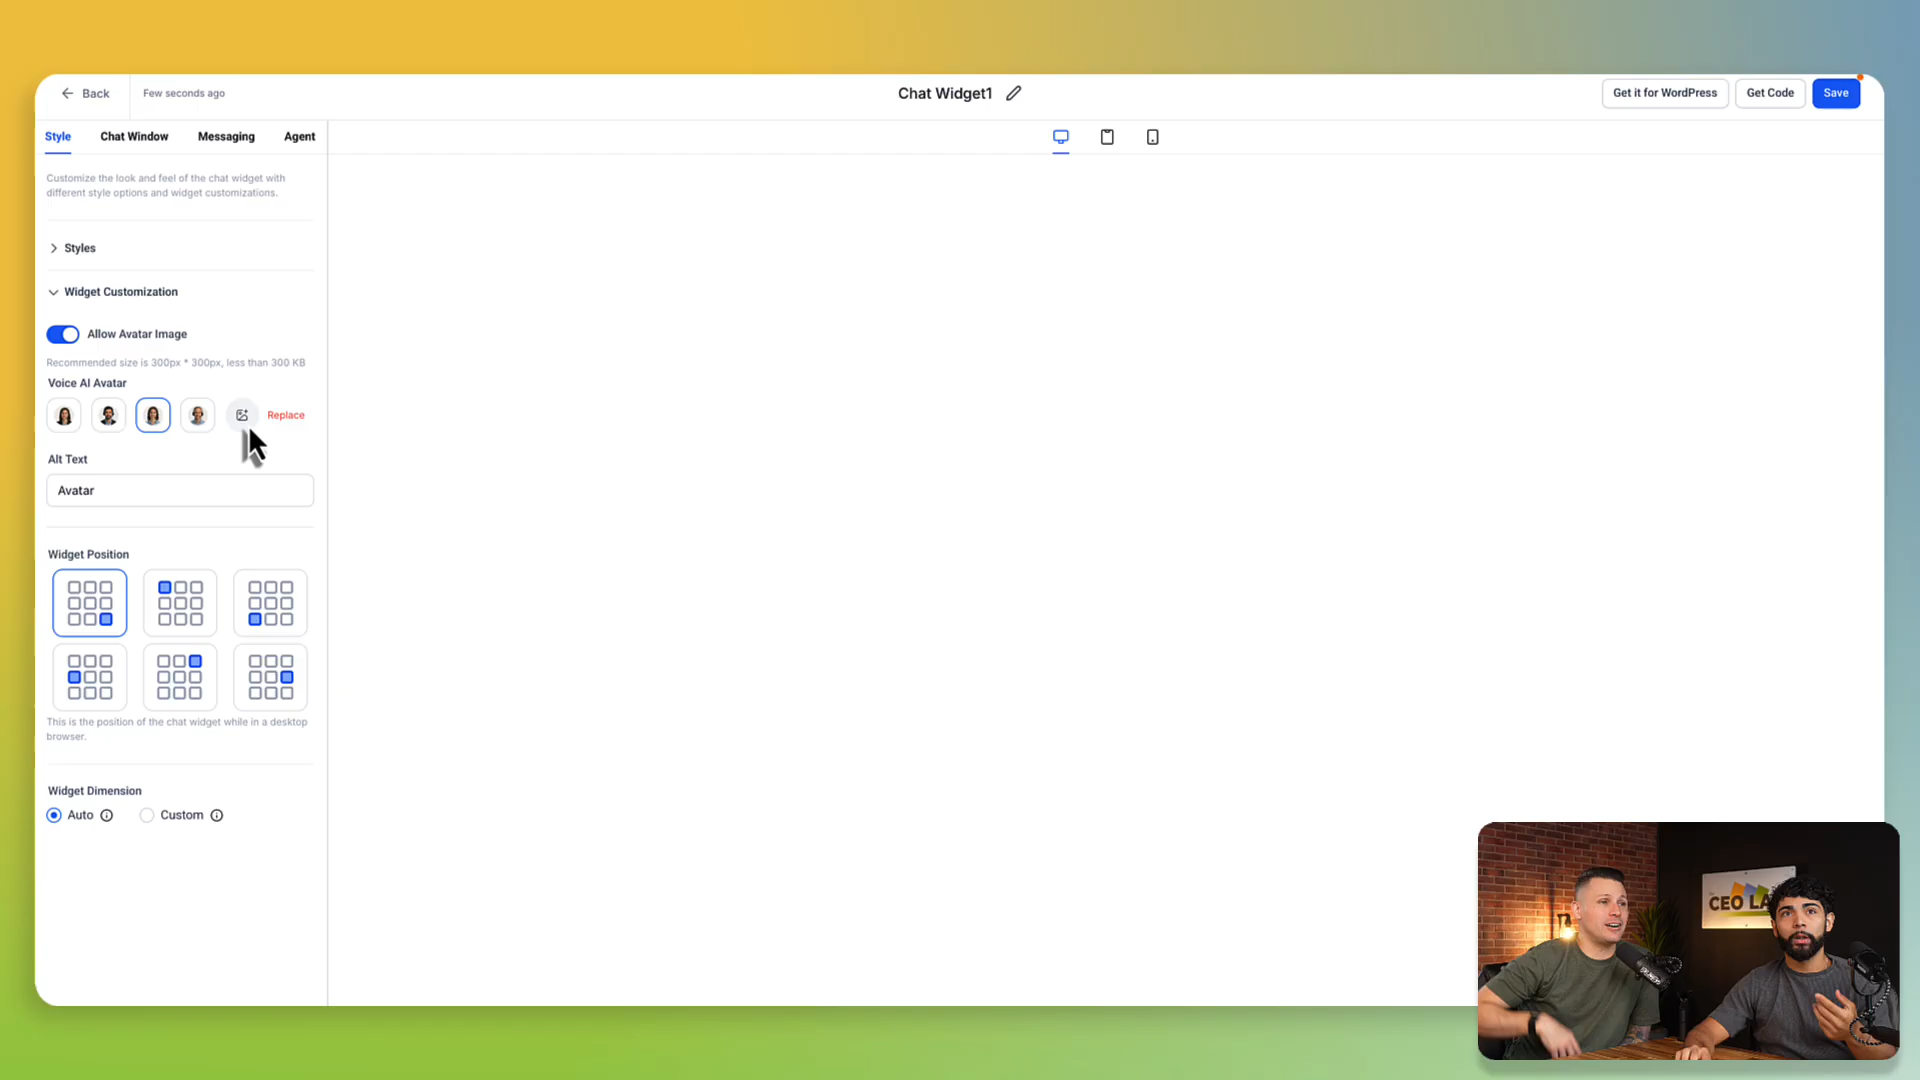 Back
Few seconds ago
Chat Widget1
Get it for WordPress
Get Code
Save
Style
Chat Window
Messaging
Agent
Customize the look and feel of the chat widget with
different style options and widget customizations.
Styles
Widget Customization
Allow Avatar Image
Recommended size is 300px * 300px, less than 300 KB
Voice AI Avatar
Replace
Alt Text
Avatar
Widget Position
This is the position of the chat widget while in a desktop
browser.
Widget Dimension
Auto
Custom
CEO LA